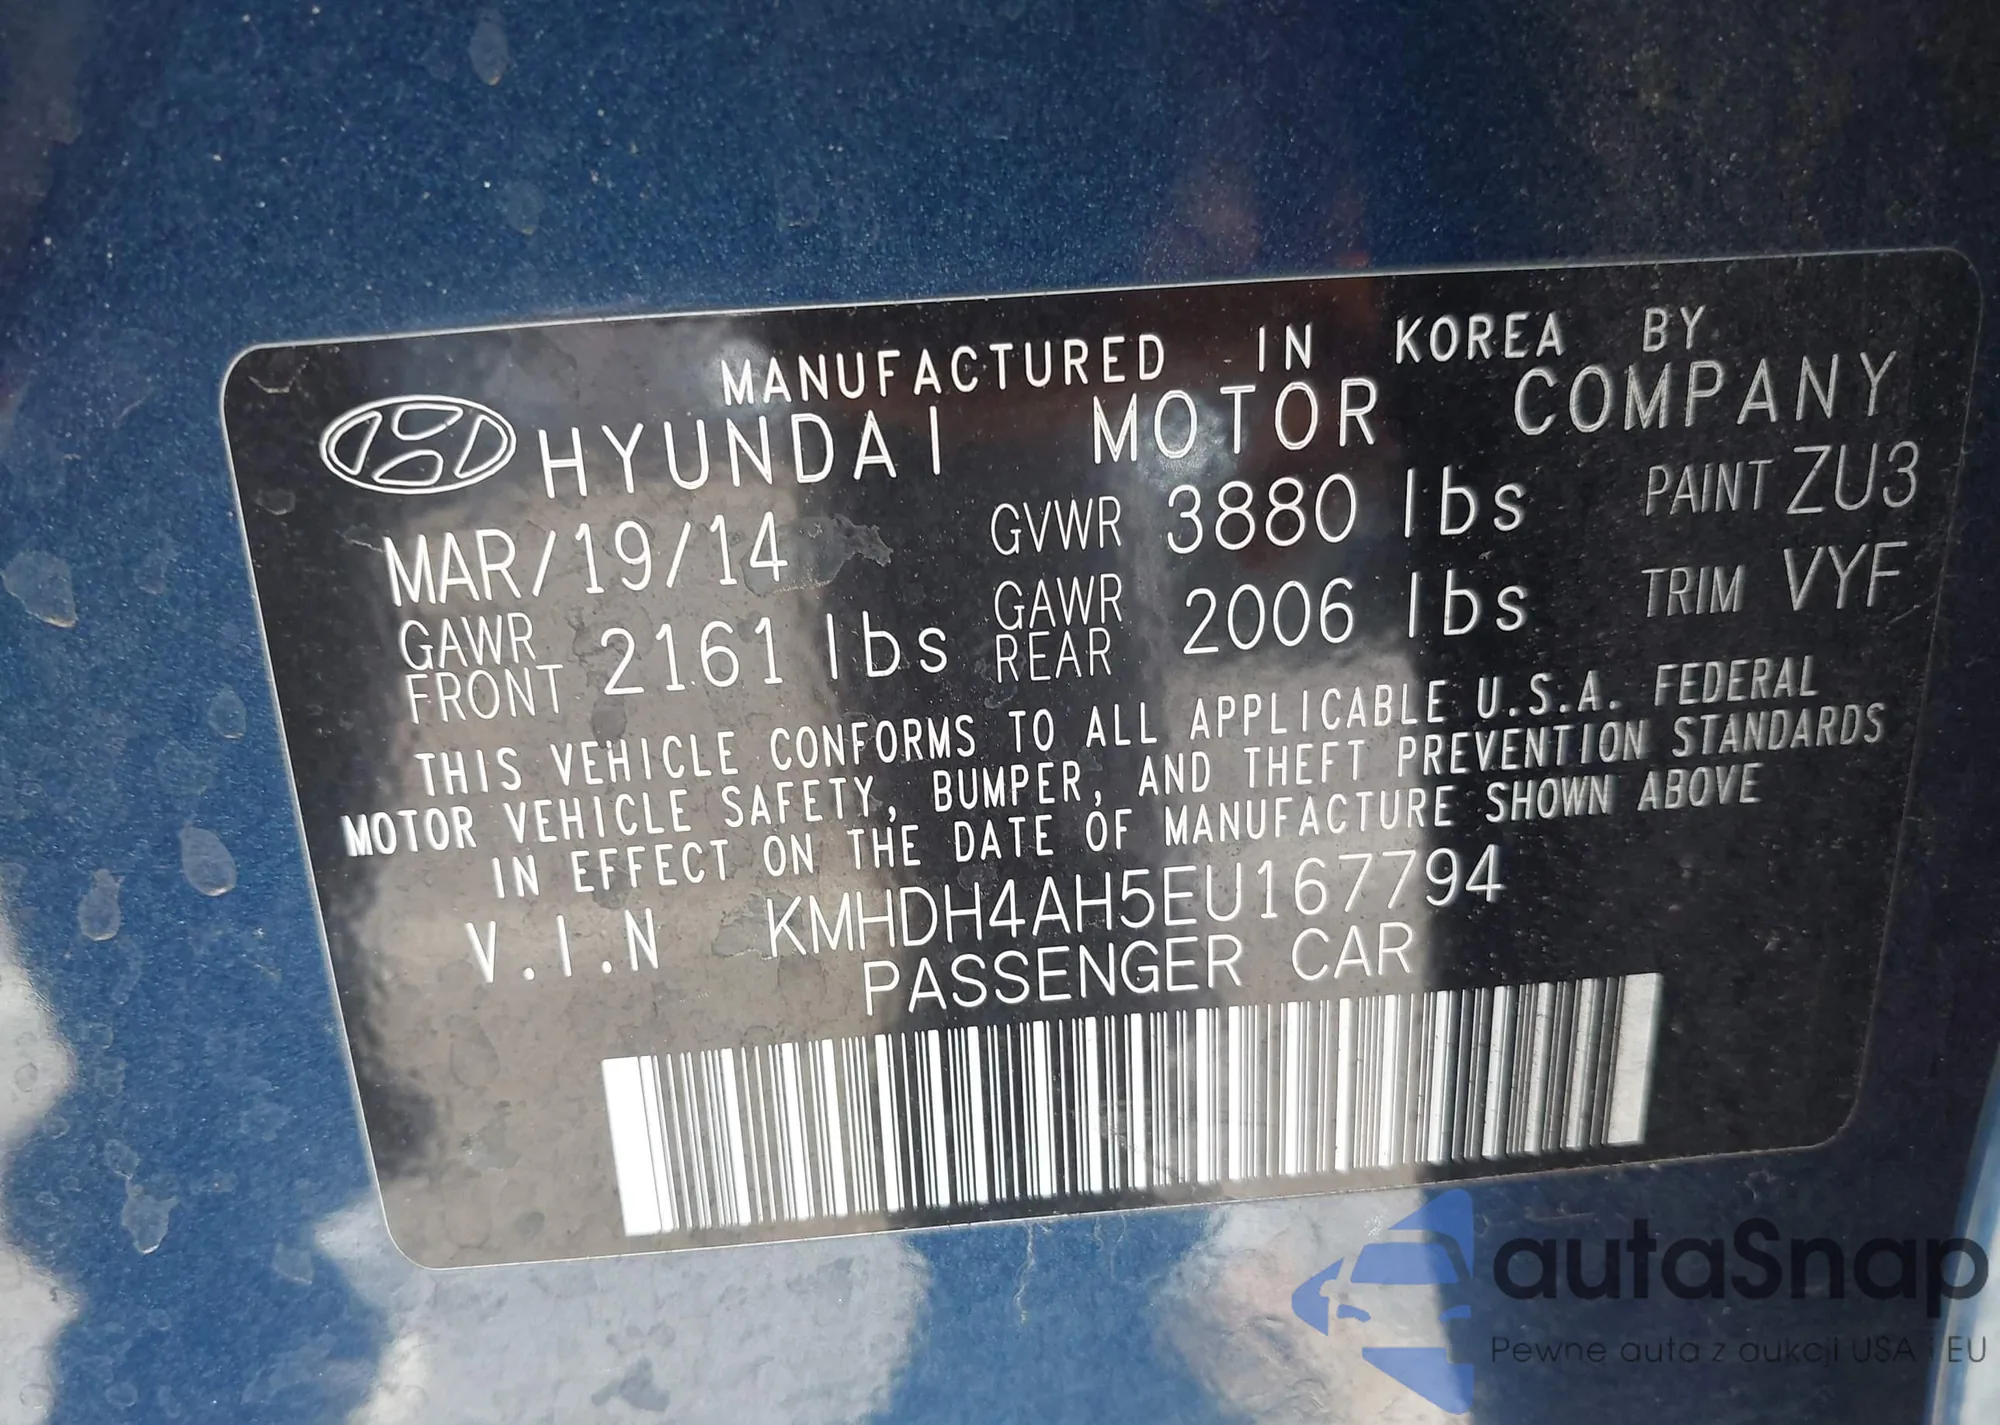 MANUFACTURED IN KOREA BY
HYUNDAI MOTOR COMPANY
MAR/19/14 GVWR 3880 lbs PAINT ZU3
GAWR FRONT 2161 lbs GAWR REAR 2006 lbs TRIM VYF
THIS VEHICLE CONFORMS TO ALL APPLICABLE U.S.A. FEDERAL
MOTOR VEHICLE SAFETY, BUMPER, AND THEFT PREVENTION STANDARDS
IN EFFECT ON THE DATE OF MANUFACTURE SHOWN ABOVE
V.I.N KMHDH4AH5EU167794
PASSENGER CAR
autaSnap
Pewne auta z aukcji USA i EU